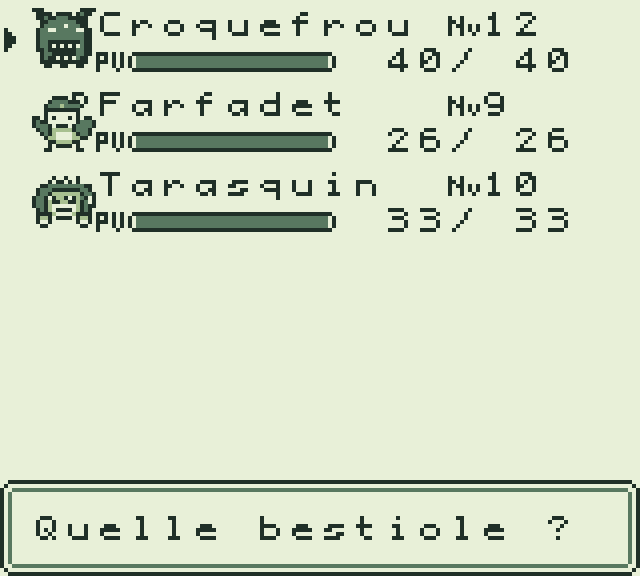 Croquefrou Nv12
PV 40/ 40
Farfadet Nv9
PV 26/ 26
Tarasquin Nv10
PV 33/ 33
Quelle bestiole ?